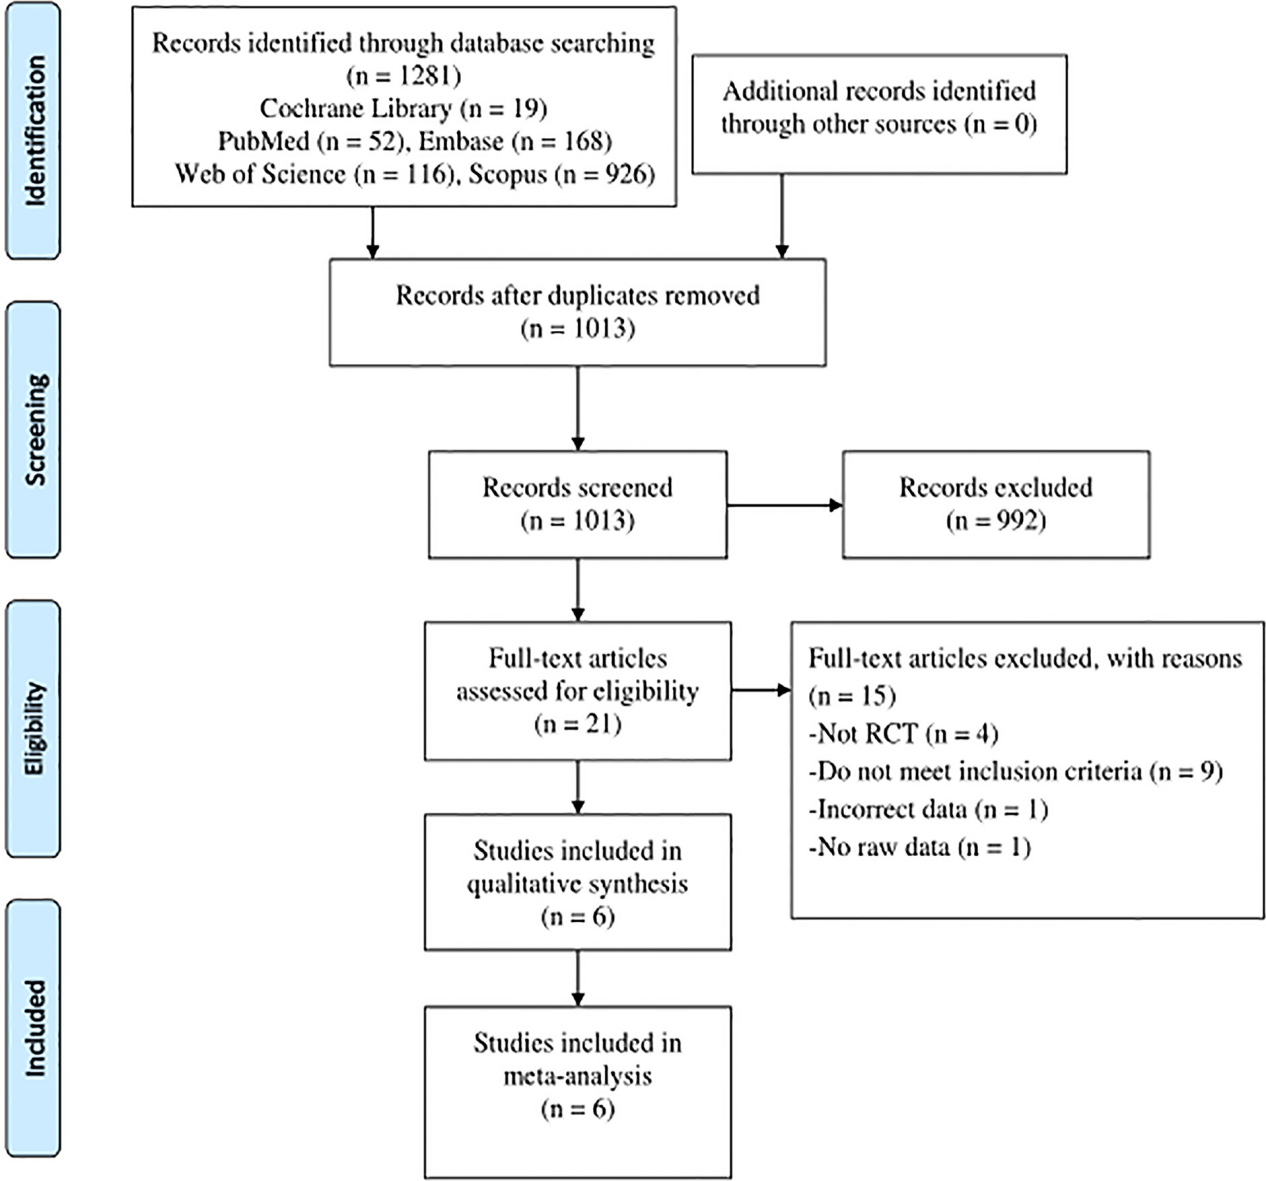 Identification
Records identified through database searching
(n = 1281)
Cochrane Library (n = 19)
PubMed (n = 52), Embase (n = 168)
Web of Science (n = 116), Scopus (n = 926)
Additional records identified
through other sources (n = 0)
Records after duplicates removed
(n = 1013)
Screening
Records screened
(n = 1013)
Records excluded
(n = 992)
Eligibility
Full-text articles
assessed for eligibility
(n = 21)
Full-text articles excluded, with reasons
(n = 15)
-Not RCT (n = 4)
-Do not meet inclusion criteria (n = 9)
-Incorrect data (n = 1)
-No raw data (n = 1)
Studies included in
qualitative synthesis
(n = 6)
Included
Studies included in
meta-analysis
(n = 6)